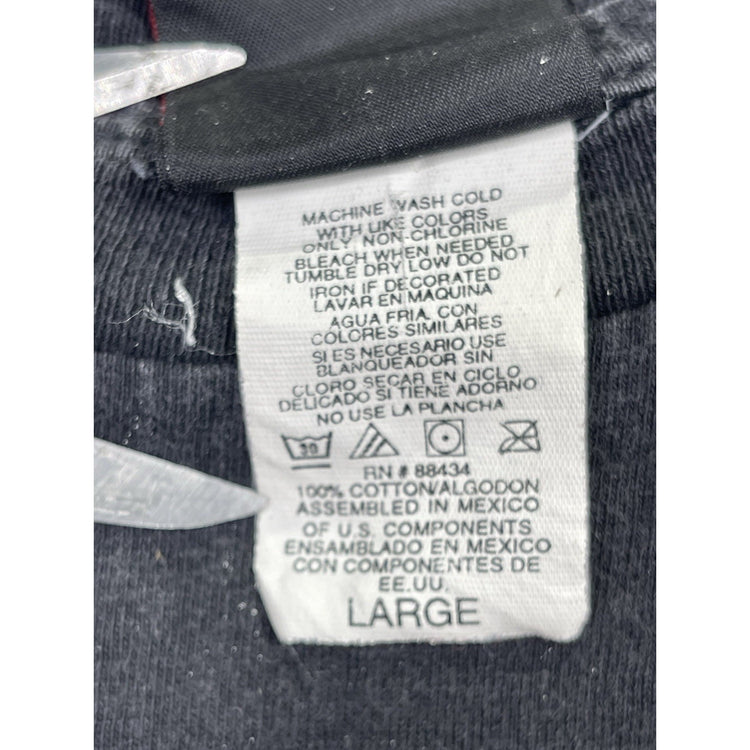 MACHINE WASH COLD
WITH LIKE COLORS
ONLY, NON-CHLORINE
BLEACH WHEN NEEDED
TUMBLE DRY LOW DO NOT
IRON IF DECORATED
LAVAR EN MAQUINA
AGUA FRIA, CON
COLORES SIMILARES
SI ES NECESARIO USE
BLANQUEADOR SIN
CLORO SECAR EN CICLO
DELICADO SI TIENE ADORNO
NO USE LA PLANCHA
30
RN # 88434
100% COTTON/ALGODON
ASSEMBLED IN MEXICO
OF U.S. COMPONENTS
ENSAMBLADO EN MEXICO
CON COMPONENTES DE
EE.UU.
LARGE